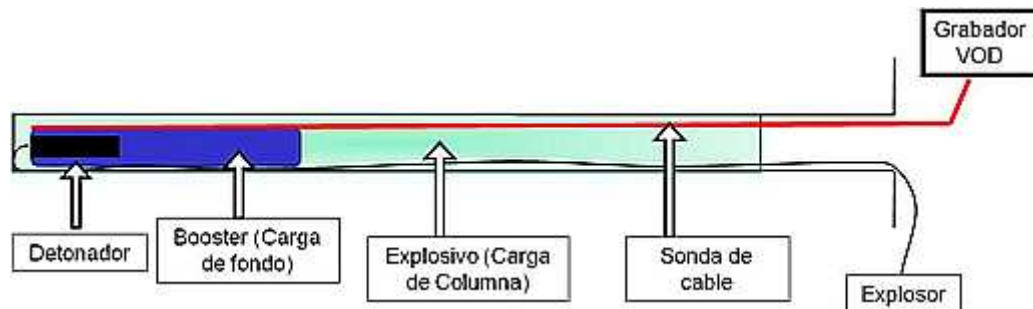 Grabador
VOD
Detonador
Booster (Carga
de fondo)
Explosivo (Carga
de Columna)
Sonda de
cable
Explosor